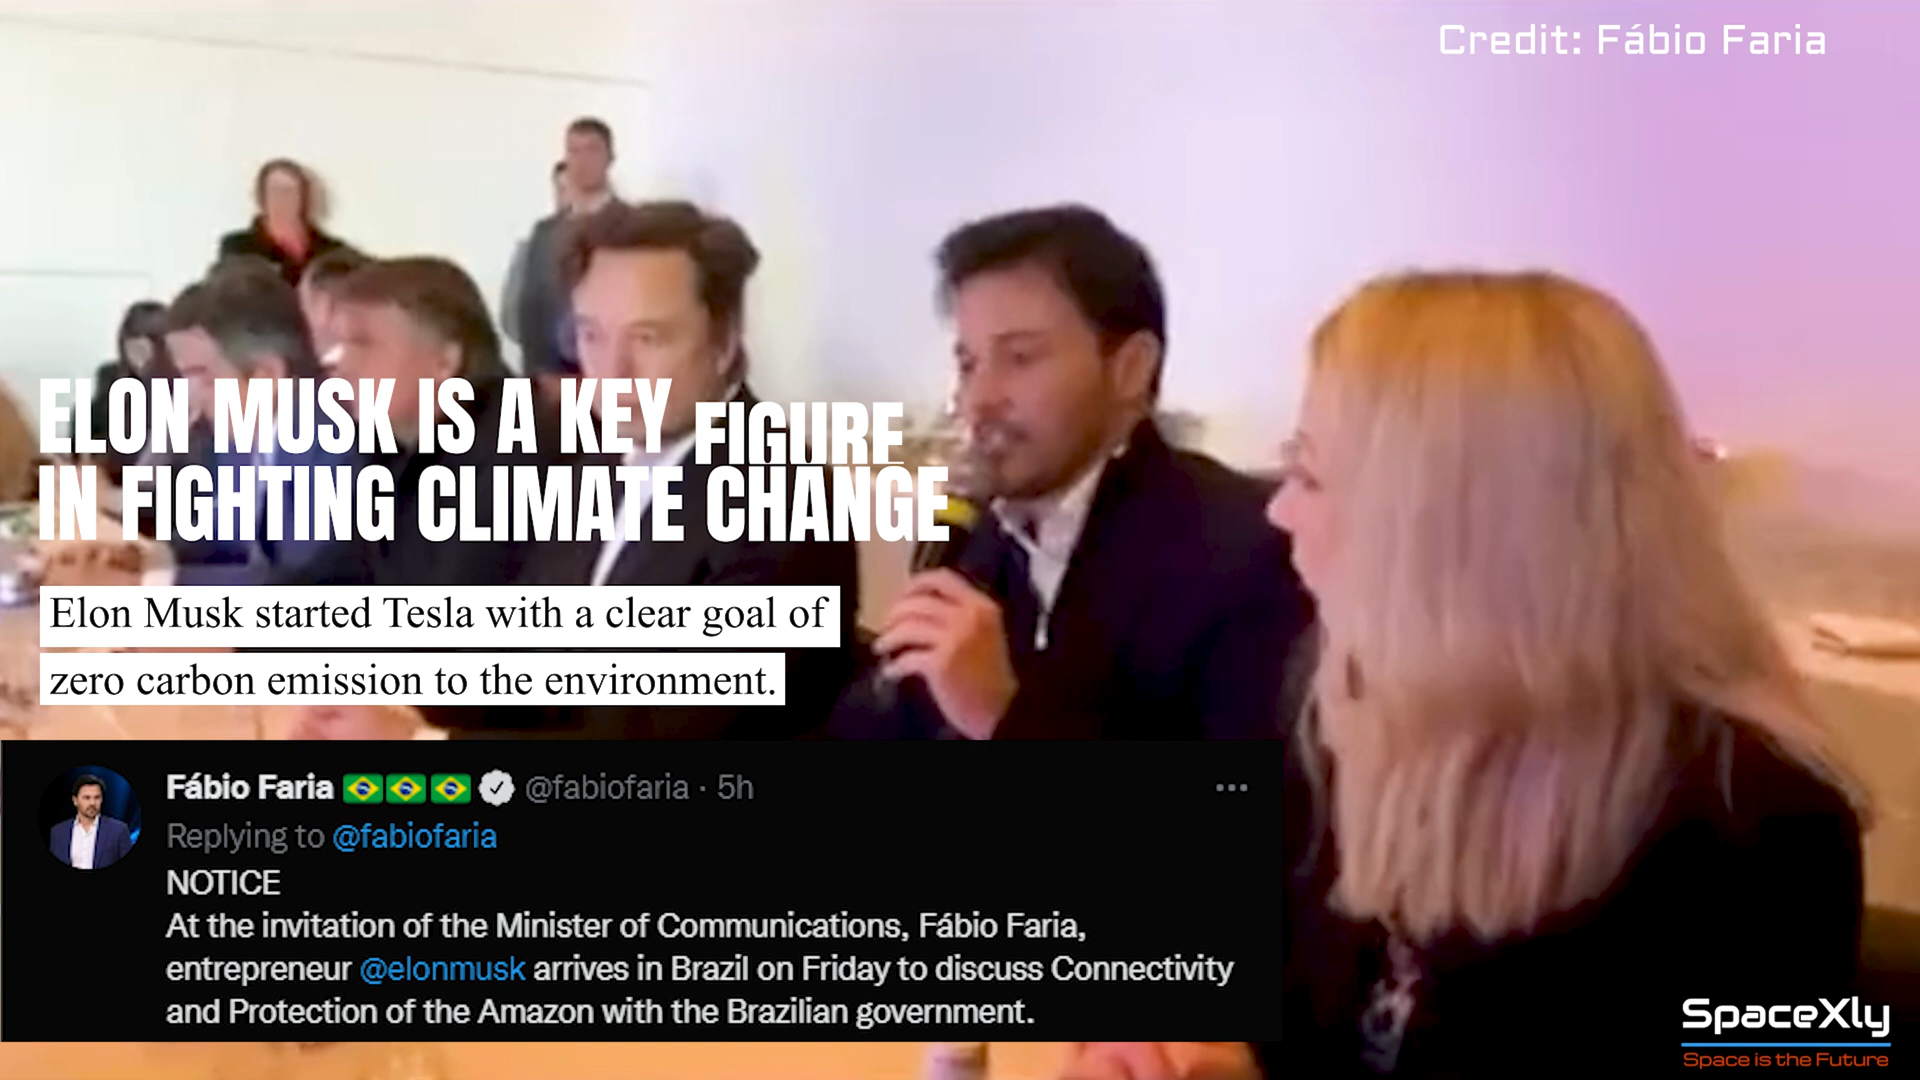 Credit: Fábio Faria
ELON MUSK IS A KEY FIGURE
IN FIGHTING CLIMATE CHANGE
Elon Musk started Tesla with a clear goal of
zero carbon emission to the environment.
Fábio Faria 🇧🇷🇧🇷🇧🇷 @fabiofaria · 5h
Replying to @fabiofaria
NOTICE
At the invitation of the Minister of Communications, Fábio Faria,
entrepreneur @elonmusk arrives in Brazil on Friday to discuss Connectivity
and Protection of the Amazon with the Brazilian government.
SpaceXly
Space is the Future